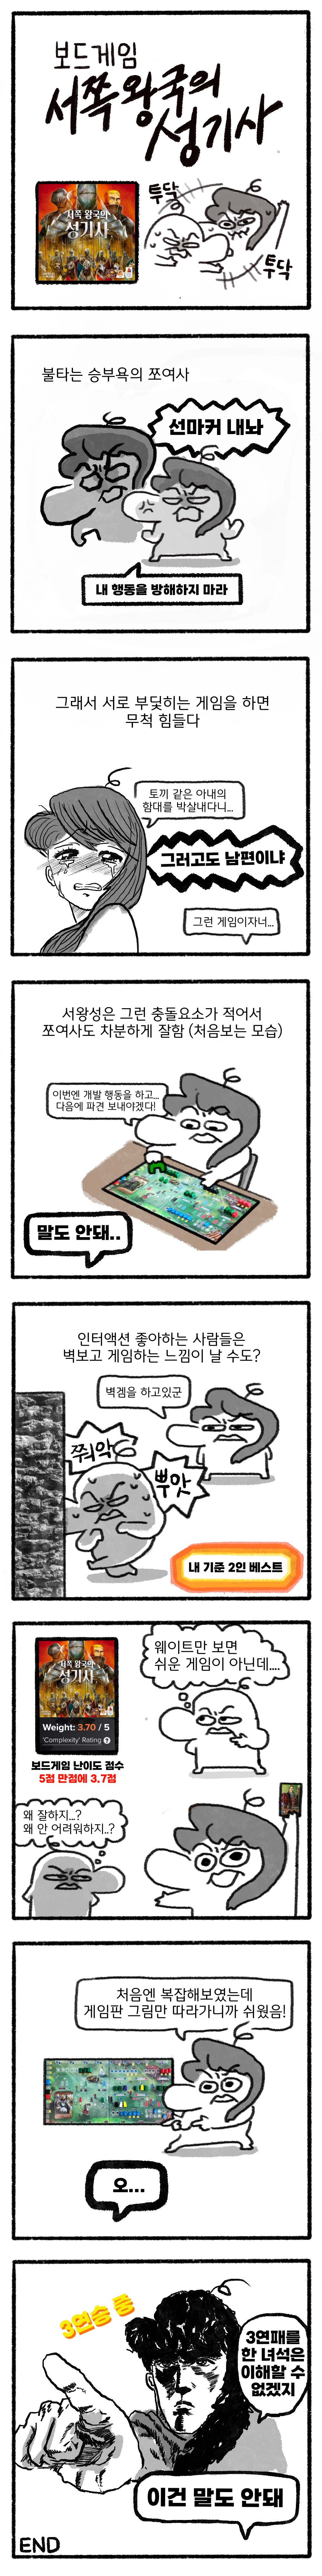 보드게임
서쪽 왕국의
성기사
서쪽 왕국의
성기사
투닥
투닥
불타는 승부욕의 쪼여사
선마커 내놔
내 행동을 방해하지 마라
그래서 서로 부딪히는 게임을 하면
무척 힘들다
토끼 같은 아내의
함대를 박살내다니...
그러고도 남편이냐
그런 게임이자너...
서왕성은 그런 충돌요소가 적어서
쪼여사도 차분하게 잘함 (처음보는 모습)
이번엔 개발 행동을 하고...
다음에 파견 보내야겠다!
말도 안돼..
인터액션 좋아하는 사람들은
벽보고 게임하는 느낌이 날 수도?
벽겜을 하고있군
쭤악
뿌앗
내 기준 2인 베스트
서쪽 왕국의
성기사
Weight: 3.70 / 5
'Complexity' Rating ?
보드게임 난이도 점수
5점 만점에 3.7점
웨이트만 보면
쉬운 게임이 아닌데....
왜 잘하지...?
왜 안 어려워하지..?
처음엔 복잡해보였는데
게임판 그림만 따라가니까 쉬웠음!
오...
3연승 중
3연패를
한 녀석은
이해할 수
없겠지
이건 말도 안돼
END